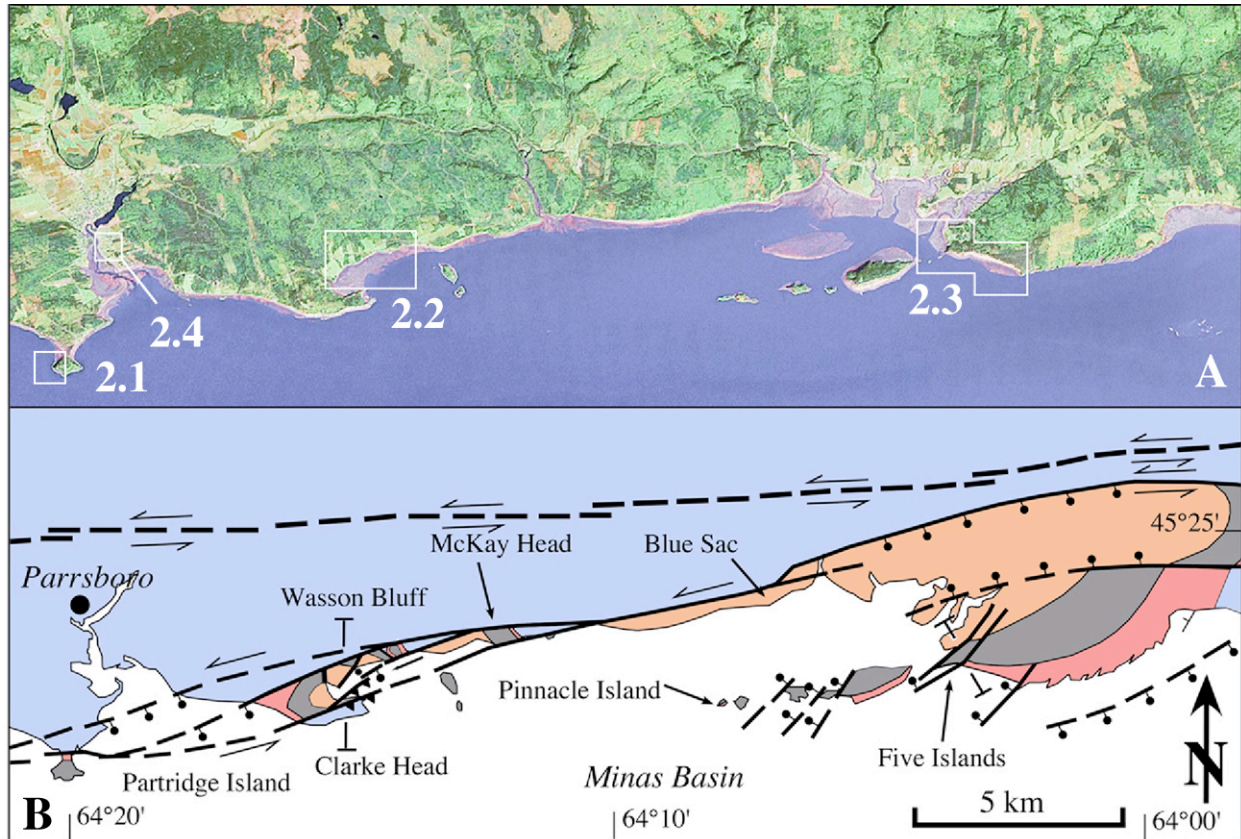 2.4
2.2
2.3
2.1
A
McKay Head
Blue Sac
45°25'
Parrsboro
Wasson Bluff
Pinnacle Island
Five Islands
Clarke Head
Partridge Island
Minas Basin
N
5 km
B
64°20'
64°10'
64°00'